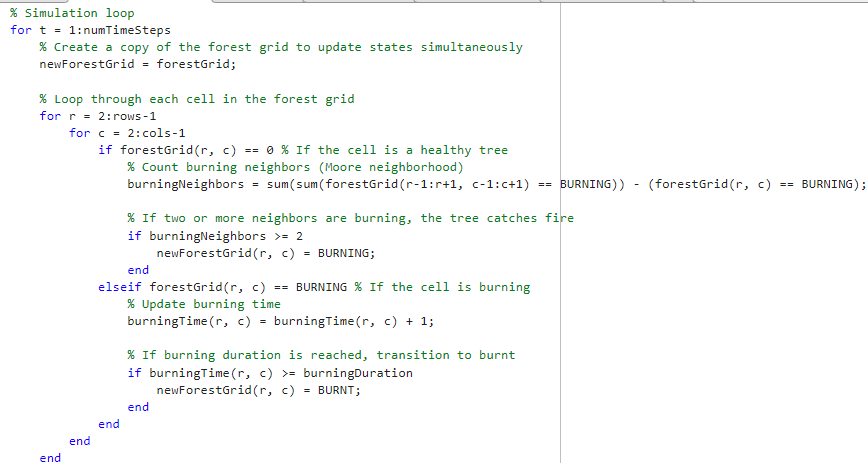 % Simulation loop
for t = 1:numTimeSteps
    % Create a copy of the forest grid to update states simultaneously
    newForestGrid = forestGrid;

    % Loop through each cell in the forest grid
    for r = 2:rows-1
        for c = 2:cols-1
            if forestGrid(r, c) == 0 % If the cell is a healthy tree
                % Count burning neighbors (Moore neighborhood)
                burningNeighbors = sum(sum(forestGrid(r-1:r+1, c-1:c+1) == BURNING)) - (forestGrid(r, c) == BURNING);

                % If two or more neighbors are burning, the tree catches fire
                if burningNeighbors >= 2
                    newForestGrid(r, c) = BURNING;
                end
            elseif forestGrid(r, c) == BURNING % If the cell is burning
                % Update burning time
                burningTime(r, c) = burningTime(r, c) + 1;

                % If burning duration is reached, transition to burnt
                if burningTime(r, c) >= burningDuration
                    newForestGrid(r, c) = BURNT;
                end
            end
        end
    end